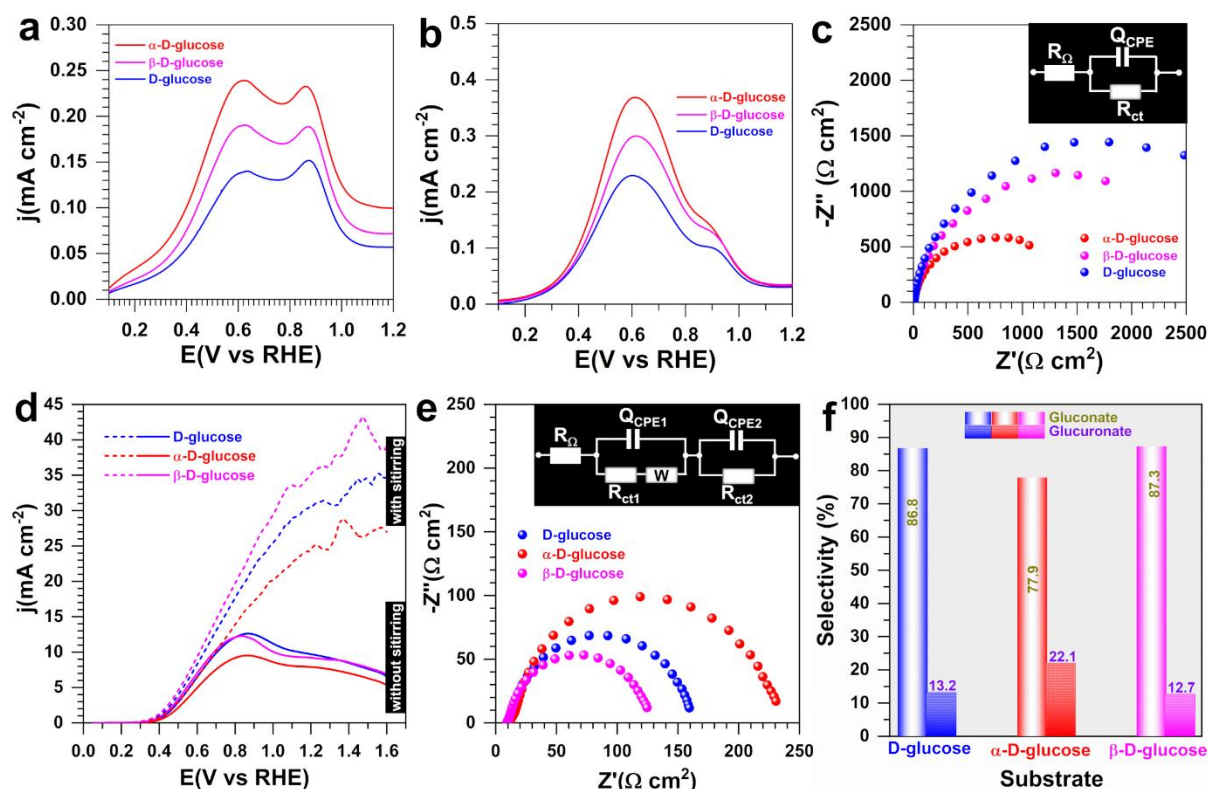 a
α-D-glucose
β-D-glucose
D-glucose
j(mA cm-2)
0.30
0.25
0.20
0.15
0.10
0.05
0.00
0.2 0.4 0.6 0.8 1.0 1.2
E(V vs RHE)
b
α-D-glucose
β-D-glucose
D-glucose
j(mA cm-2)
0.5
0.4
0.3
0.2
0.1
0.0
0.2 0.4 0.6 0.8 1.0 1.2
E(V vs RHE)
c
RΩ
QCPE
Rct
-Z" (Ω cm2)
2500
2000
1500
1000
500
0
α-D-glucose
β-D-glucose
D-glucose
0 500 1000 1500 2000 2500
Z'(Ω cm2)
d
D-glucose
α-D-glucose
β-D-glucose
with sitirring
without sitirring
j(mA cm-2)
45
40
35
30
25
20
15
10
5
0
0.0 0.2 0.4 0.6 0.8 1.0 1.2 1.4 1.6
E(V vs RHE)
e
RΩ
QCPE1
QCPE2
Rct1
W
Rct2
-Z"(Ω cm2)
250
200
150
100
50
0
D-glucose
α-D-glucose
β-D-glucose
0 50 100 150 200 250
Z'(Ω cm2)
f
Gluconate
Glucuronate
Selectivity (%)
100
90
80
70
60
50
40
30
20
10
0
86.8
13.2
77.9
22.1
87.3
12.7
D-glucose α-D-glucose β-D-glucose
Substrate